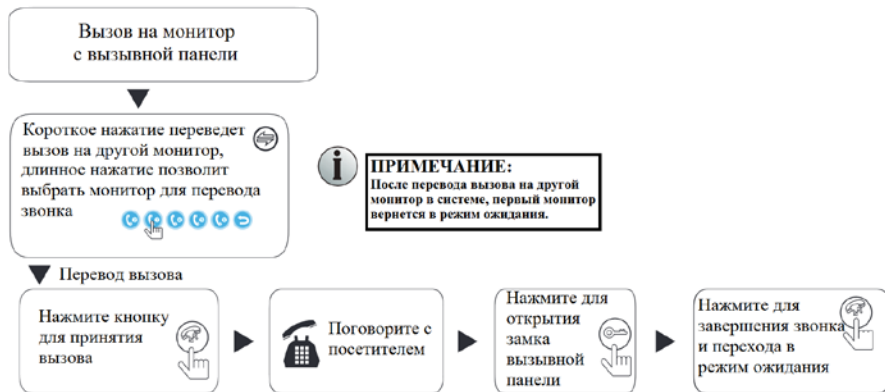 Вызов на монитор
с вызывной панели
Короткое нажатие переведет
вызов на другой монитор,
длинное нажатие позволит
выбрать монитор для перевода
звонка
ПРИМЕЧАНИЕ:
После перевода вызова на другой
монитор в системе, первый монитор
вернется в режим ожидания.
Перевод вызова
Нажмите кнопку
для принятия
вызова
Поговорите с
посетителем
Нажмите для
открытия
замка
вызывной
панели
Нажмите для
завершения звонка
и перехода в
режим ожидания